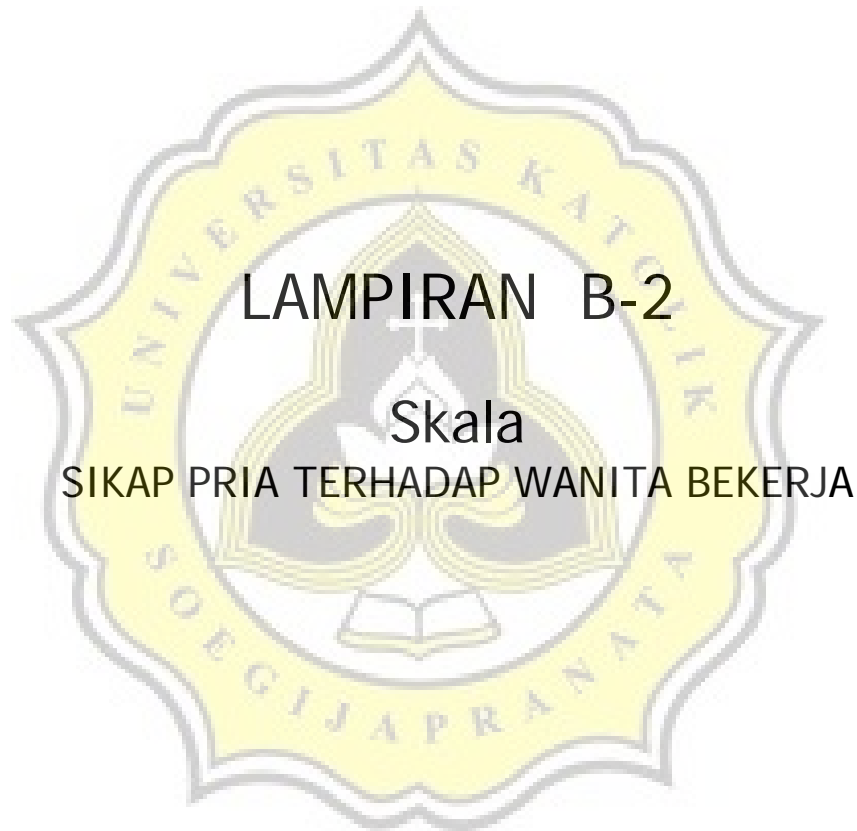 UNIVERSITAS KATOLIK
LAMPIRAN B-2
Skala
SIKAP PRIA TERHADAP WANITA BEKERJA
SOEGIJAPRANATA